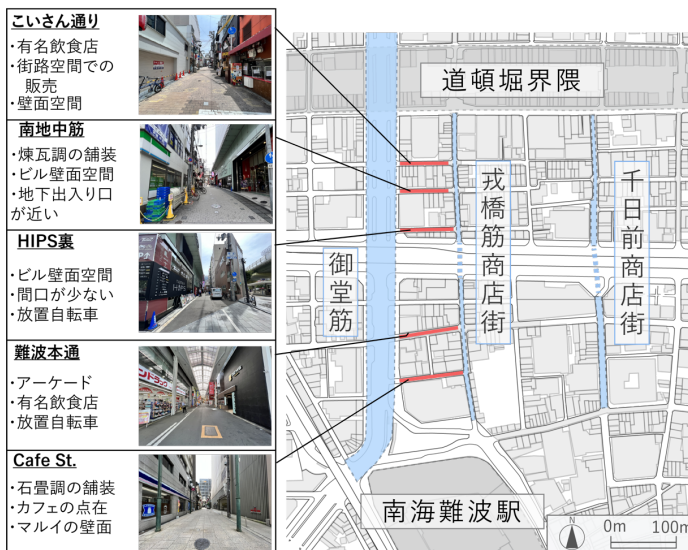 こいさん通り
・有名飲食店
・街路空間での
販売
・壁面空間
南地中筋
・煉瓦調の舗装
・ビル壁面空間
・地下出入り口
が近い
HIPS裏
・ビル壁面空間
・間口が少ない
・放置自転車
難波本通
・アーケード
・有名飲食店
・放置自転車
Cafe St.
・石畳調の舗装
・カフェの点在
・マルイの壁面
道頓堀界隈
御堂筋
戎橋筋商店街
千日前商店街
南海難波駅
N
0m 100m